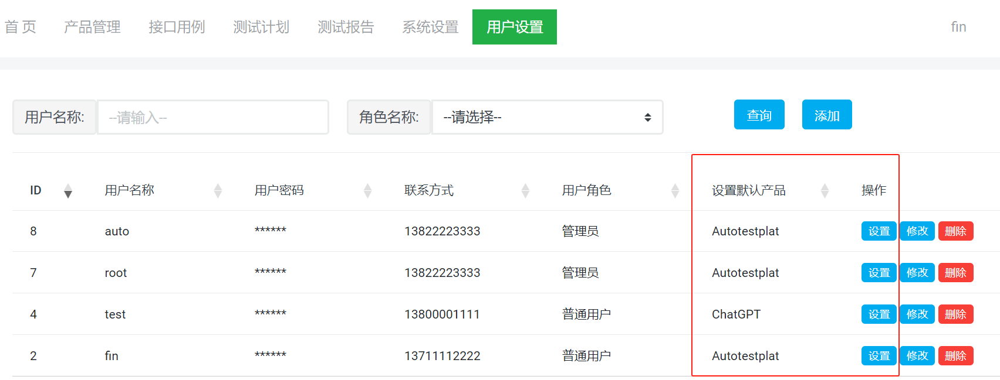 首 页 产品管理 接口用例 测试计划 测试报告 系统设置 用户设置 fin
用户名称: --请输入-- 角色名称: --请选择-- 查询 添加
ID 用户名称 用户密码 联系方式 用户角色 设置默认产品 操作
8 auto ****** 13822223333 管理员 Autotestplat 设置 修改 删除
7 root ****** 13822223333 管理员 Autotestplat 设置 修改 删除
4 test ****** 13800001111 普通用户 ChatGPT 设置 修改 删除
2 fin ****** 13711112222 普通用户 Autotestplat 设置 修改 删除